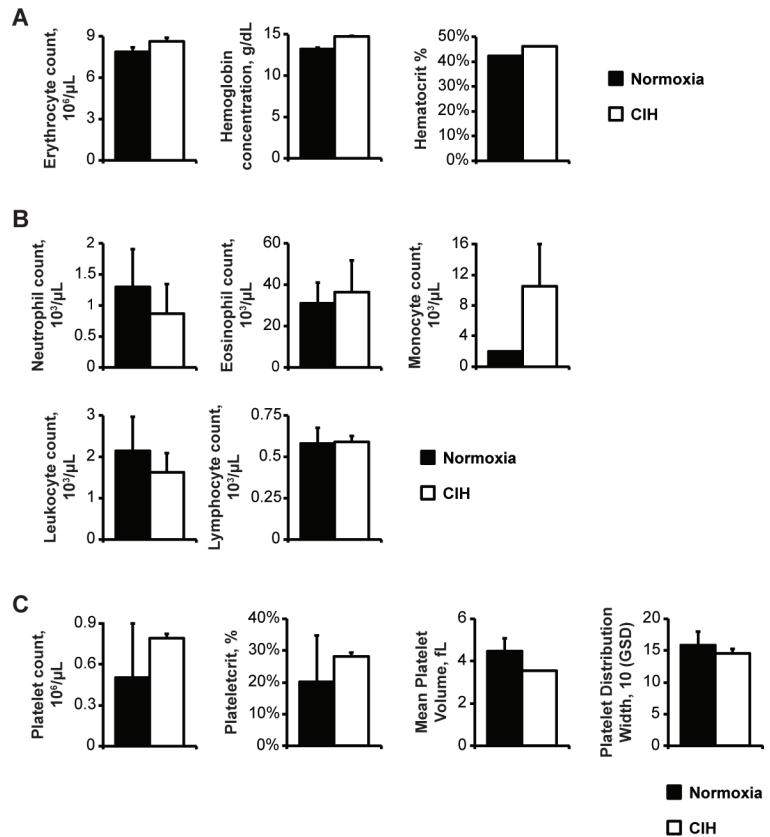 A
Erythrocyte count,
10⁶/µL
9
6
3
0
Hemoglobin
concentration, g/dL
15
10
5
0
Hematocrit %
50%
40%
30%
20%
10%
0%
Normoxia
CIH
B
Neutrophil count,
10³/µL
2
1.5
1
0.5
0
Eosinophil count,
10³/µL
60
40
20
0
Monocyte count,
10³/µL
16
12
8
4
0
Leukocyte count,
10³/µL
3
2
1
0
Lymphocyte count,
10³/µL
0.75
0.5
0.25
0
Normoxia
CIH
C
Platelet count,
10⁶/µL
0.9
0.6
0.3
0
Plateletcrit, %
40%
30%
20%
10%
0%
Mean Platelet
Volume, fL
6
4
2
0
Platelet Distribution
Width, 10 (GSD)
20
15
10
5
0
Normoxia
CIH